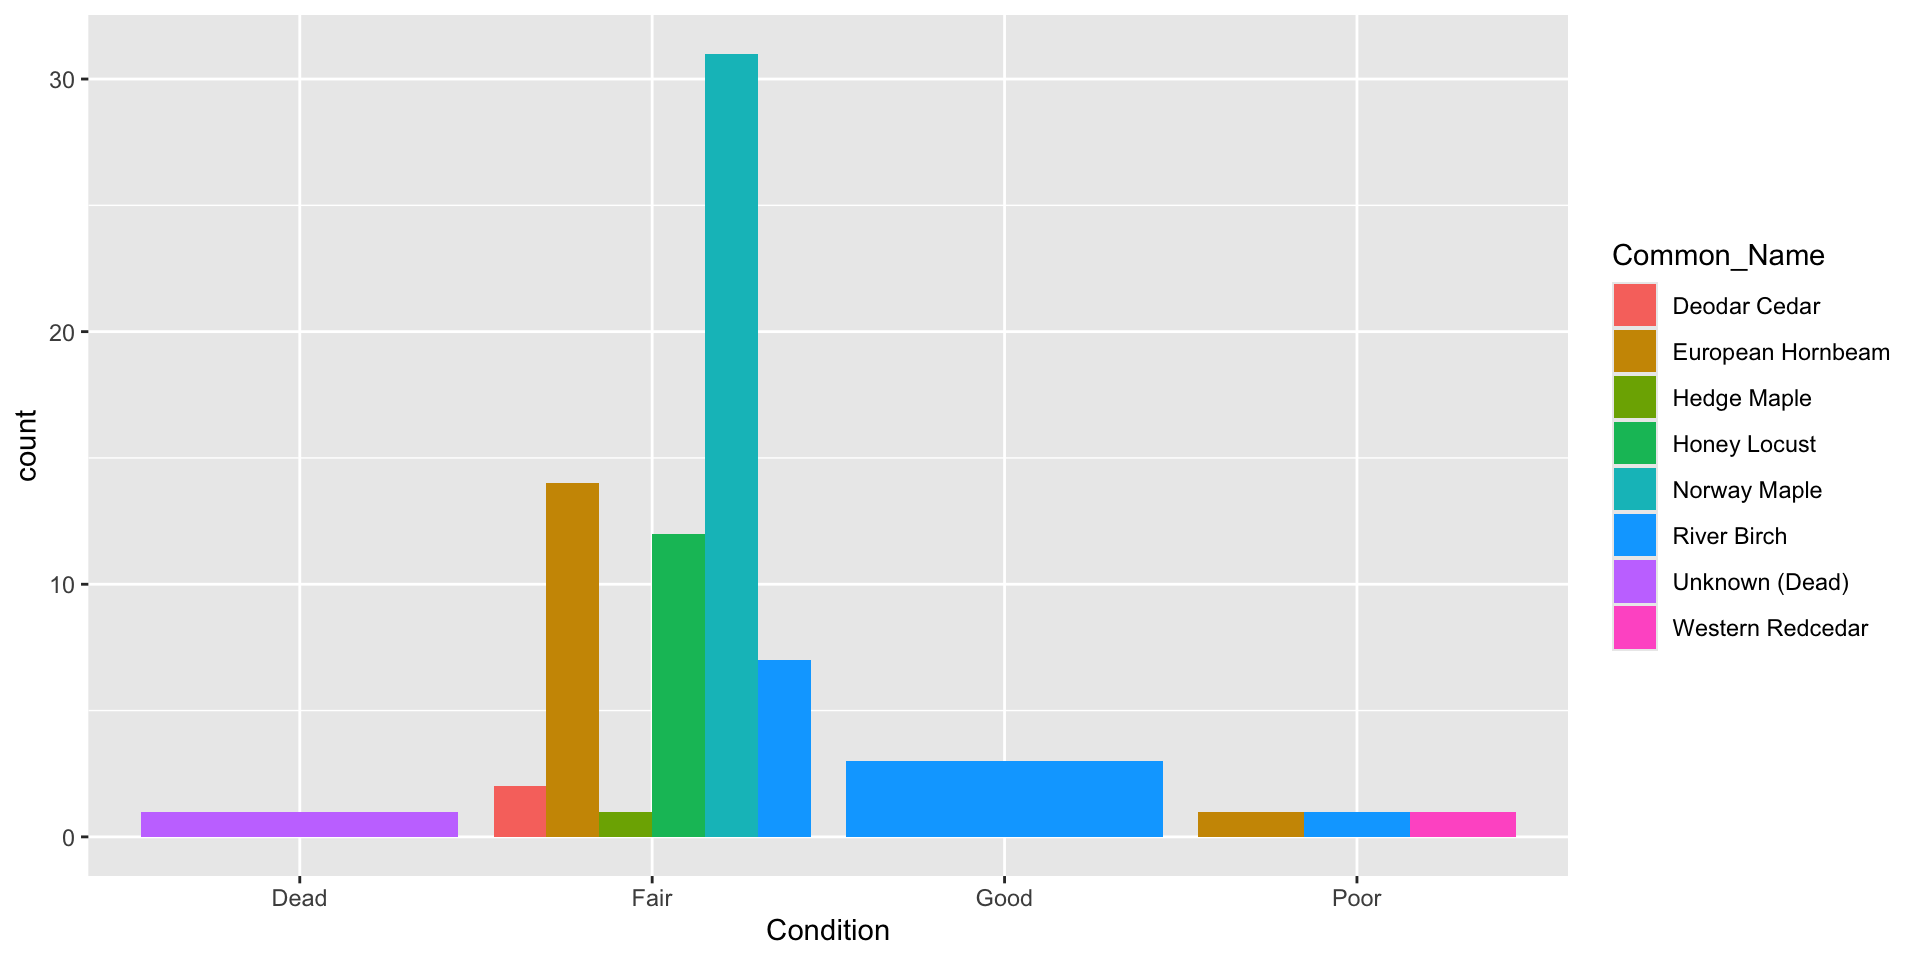 30
20
10
0
count
Dead
Fair
Good
Poor
Condition
Common_Name
Deodar Cedar
European Hornbeam
Hedge Maple
Honey Locust
Norway Maple
River Birch
Unknown (Dead)
Western Redcedar